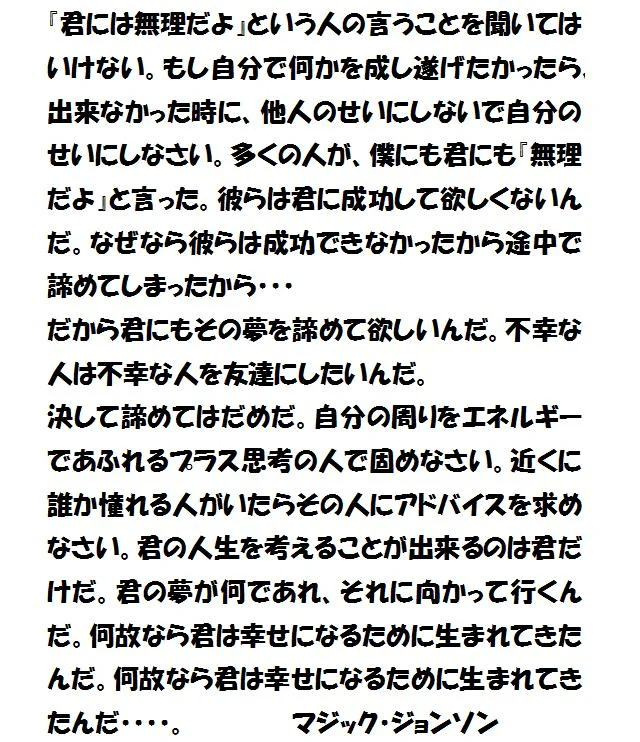 『君には無理だよ』という人の言うことを聞いては
いけない。もし自分で何かを成し遂げたかったら、
出来なかった時に、他人のせいにしないで自分の
せいにしなさい。多くの人が、僕にも君にも『無理
だよ』と言った。彼らは君に成功して欲しくないん
だ。なぜなら彼らは成功できなかったから途中で
諦めてしまったから・・・
だから君にもその夢を諦めて欲しいんだ。不幸な
人は不幸な人を友達にしたいんだ。
決して諦めてはだめだ。自分の周りをエネルギー
であふれるプラス思考の人で固めなさい。近くに
誰か憧れる人がいたらその人にアドバイスを求め
なさい。君の人生を考えることが出来るのは君だ
けだ。君の夢が何であれ、それに向かって行くん
だ。何故なら君は幸せになるために生まれてきた
んだ。何故なら君は幸せになるために生まれてき
たんだ・・・・。 マジック・ジョンソン